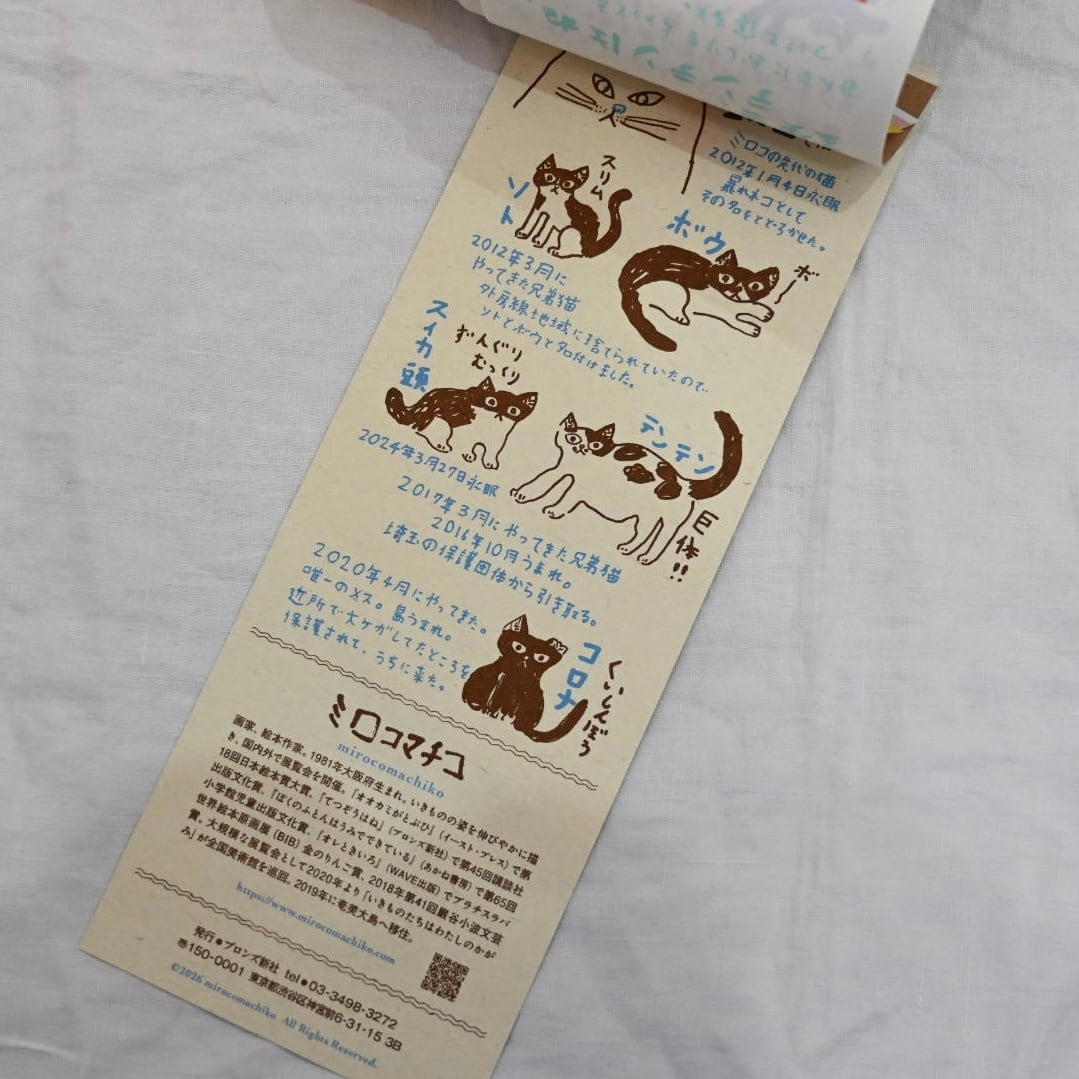 ミロコの先代の猫
2012年1月4日永眠
暴れネコとして
その名をとどろかせた。
スリム
ソト
ボウ
ボー
2012年3月に
やってきた兄弟猫
外房線地域に捨てられていたので
ソトとボウと名付けました。
スイカ頭
ずんぐり
むっくり
テンテン
巨体!!
2024年3月27日永眠
2017年3月にやってきた兄弟猫
2016年10月うまれ。
埼玉の保護団体から引き取る。
2020年4月にやってきた。
唯一のメス。島うまれ。
近所で大ケガしてたところを
保護されて、うちに来た。
コロナ
くいしんぼう
ミロコマチコ
mirocomachiko
画家、絵本作家。1981年大阪府生まれ。いきものの姿を伸びやかに描
き、国内外で展覧会を開催。『オオカミがとぶひ』(イースト・プレス)で第
18回日本絵本賞大賞、『てつぞうはね』(ブロンズ新社)で第45回講談社
出版文化賞、『ぼくのふとんはうみでできている』(あかね書房)で第65回
小学館児童出版文化賞、『オレときいろ』(WAVE出版)でブラチスラバ
世界絵本原画展(BIB)金のりんご賞、2018年第41回巖谷小波文芸
賞。大規模な展覧会として2020年より「いきものたちはわたしのかが
み」が全国美術館を巡回。2019年に奄美大島へ移住。
https://www.mirocomachiko.com
発行●ブロンズ新社 tel●03-3498-3272
〒150-0001 東京都渋谷区神宮前6-31-15 3B
©2026 mirocomachiko All Rights Reserved.